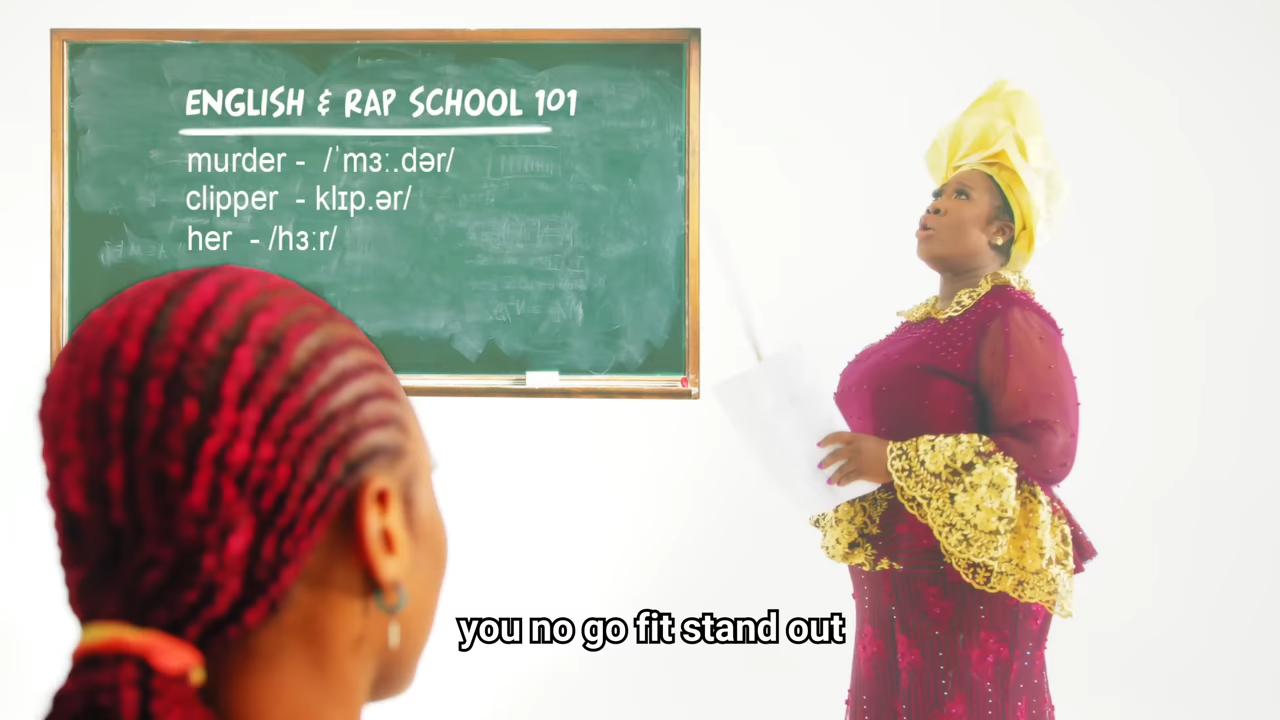 ENGLISH & RAP SCHOOL 101
murder - /ˈmɜː.dər/
clipper - klɪp.ər/
her - /hɜːr/
you no go fit stand out